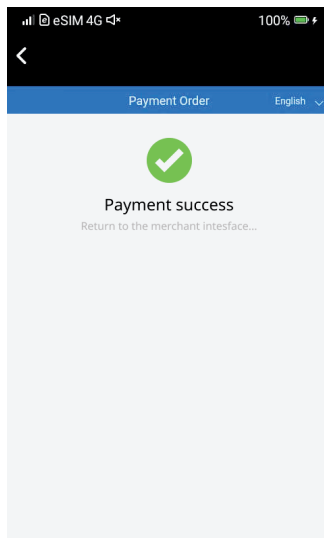 eSIM 4G 100%
Payment Order English
Payment success
Return to the merchant intesface...